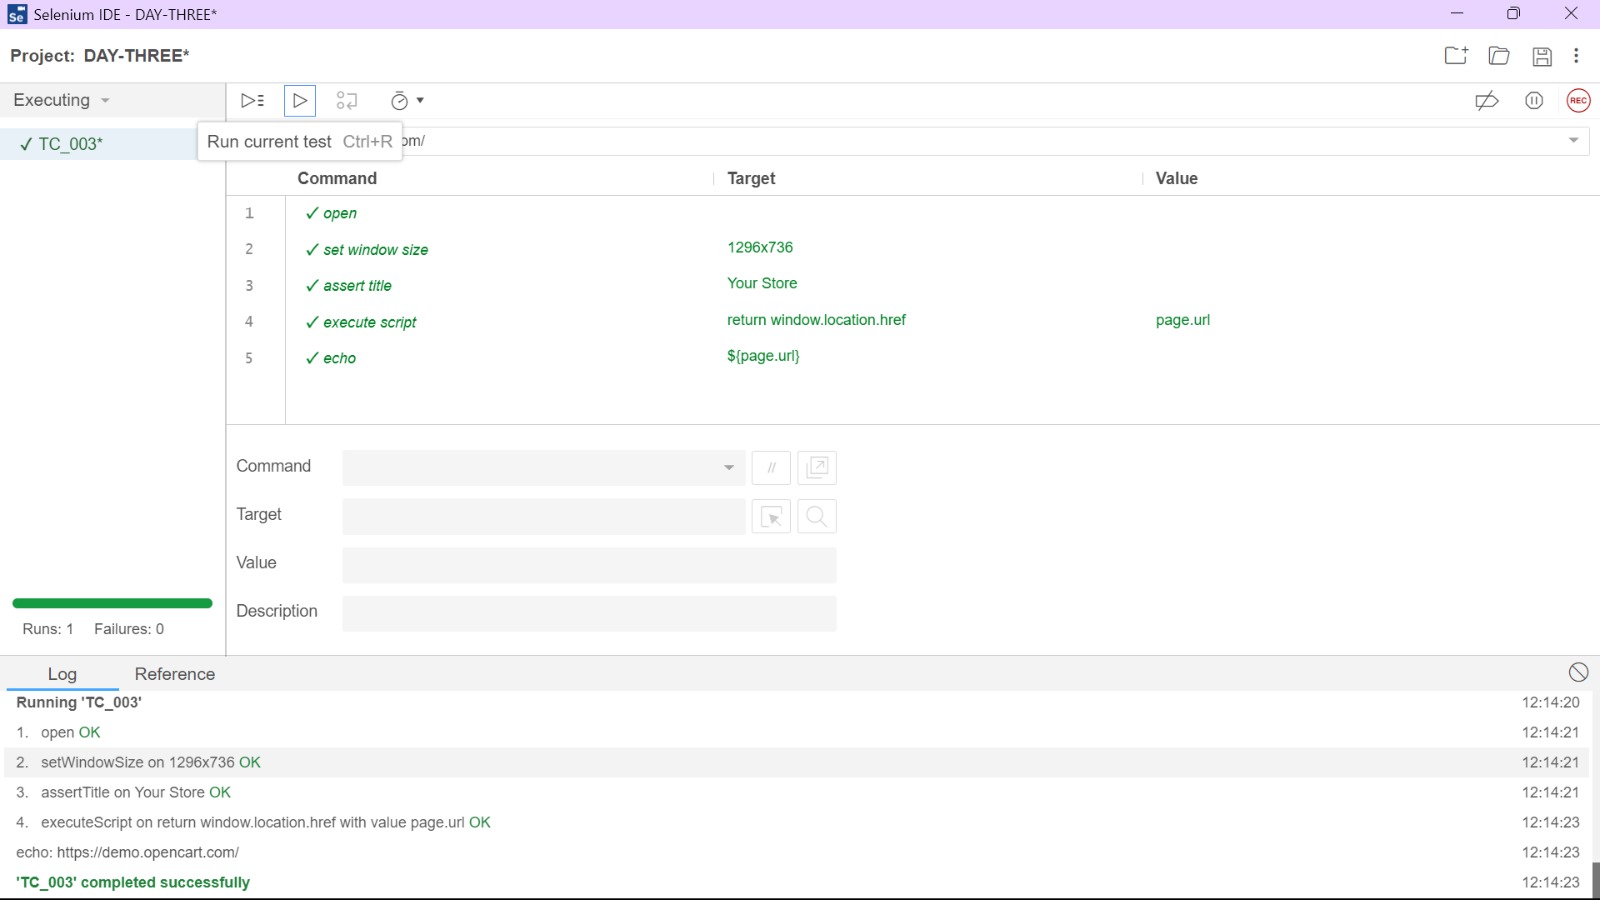 Selenium IDE - DAY-THREE*
Project: DAY-THREE*
Executing
REC
✓ TC_003*
Run current test Ctrl+R
om/
Command Target Value
1 ✓ open
2 ✓ set window size 1296x736
3 ✓ assert title Your Store
4 ✓ execute script return window.location.href page.url
5 ✓ echo ${page.url}
Command
//
Target
Value
Description
Runs: 1 Failures: 0
Log Reference
Running 'TC_003' 12:14:20
1. open OK 12:14:21
2. setWindowSize on 1296x736 OK 12:14:21
3. assertTitle on Your Store OK 12:14:21
4. executeScript on return window.location.href with value page.url OK 12:14:23
echo: https://demo.opencart.com/ 12:14:23
'TC_003' completed successfully 12:14:23